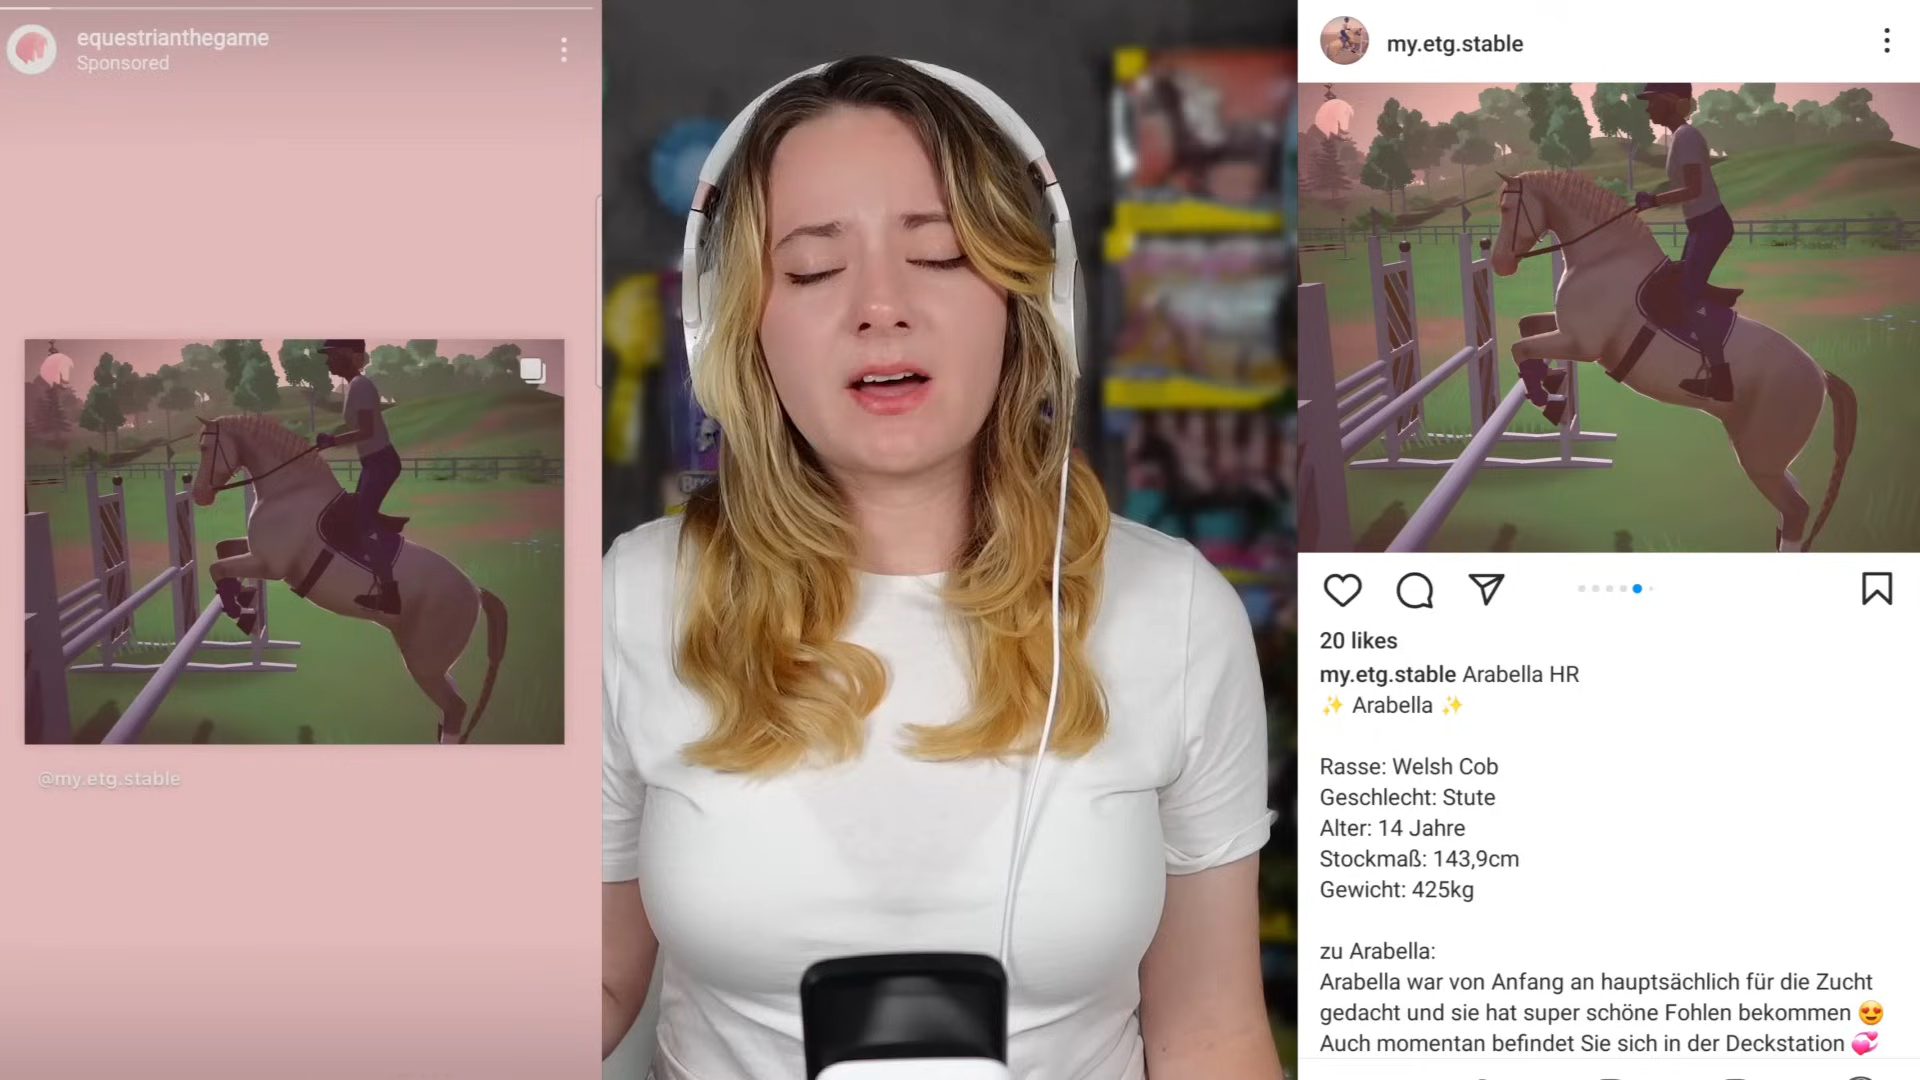 equestrianthegame
Sponsored
@my.etg.stable
my.etg.stable
20 likes
my.etg.stable Arabella HR
✨ Arabella ✨
Rasse: Welsh Cob
Geschlecht: Stute
Alter: 14 Jahre
Stockmaß: 143,9cm
Gewicht: 425kg
zu Arabella:
Arabella war von Anfang an hauptsächlich für die Zucht
gedacht und sie hat super schöne Fohlen bekommen 😍
Auch momentan befindet Sie sich in der Deckstation 💞